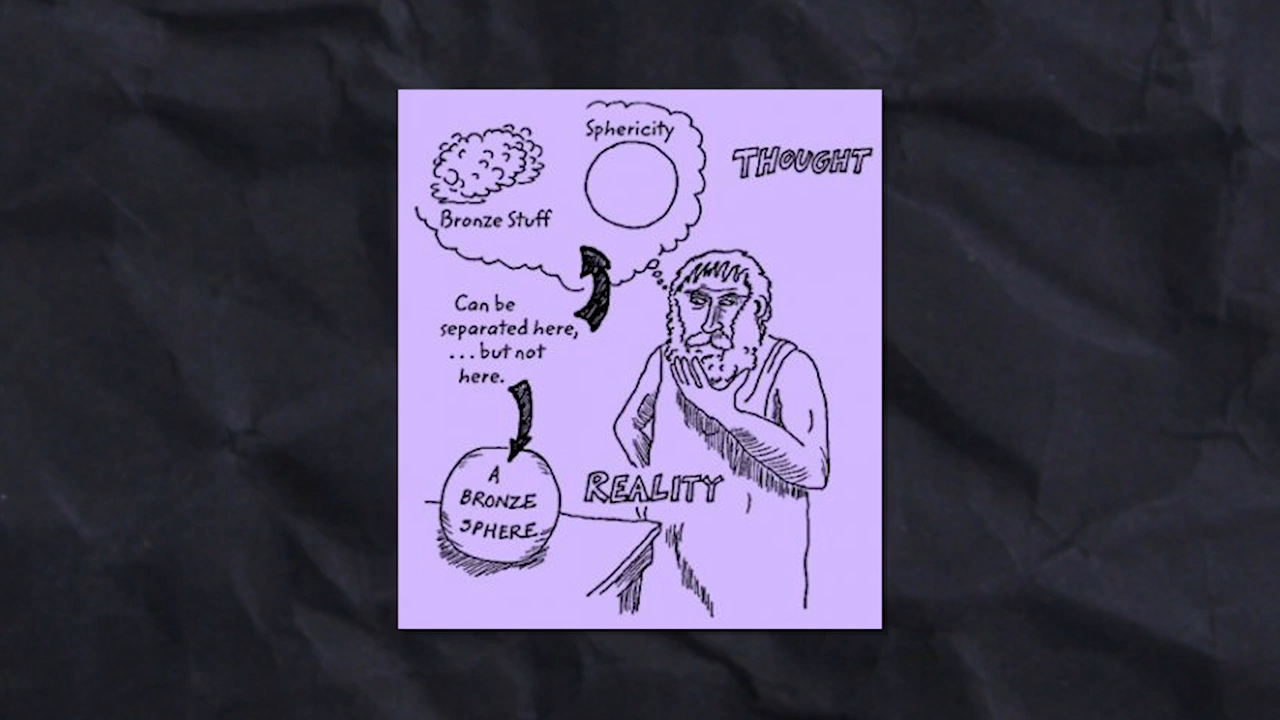 Sphericity
THOUGHT
Bronze Stuff
Can be
separated here,
...but not
here.
A
BRONZE
SPHERE
REALITY